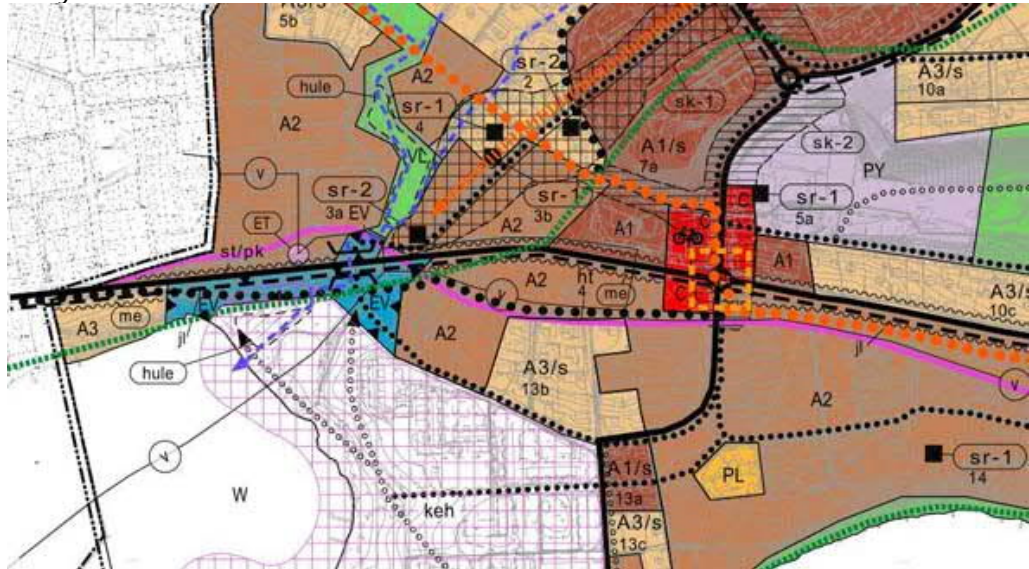 A3/s
5b
A2
hule
A2
sr-1
4
sr-2
2
sk-1
A3/s
10a
sk-2
PY
VL
A1/s
7a
v
sr-2
3a EV
sr-1
3b
sr-1
5a
ET
A2
A1
C
C
st/pk
A2
ht
4
me
v
A1
C
EV
EV
A3/s
10c
A3
me
jl
A2
jl
hule
A3/s
13b
A2
v
v
W
keh
A1/s
13a
PL
sr-1
14
A3/s
13c